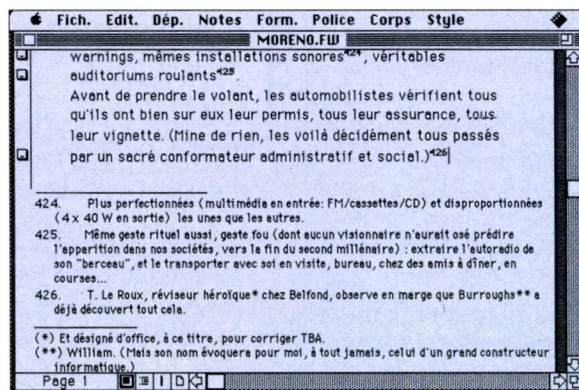 Fich. Edit. Dép. Notes Form. Police Corps Style
MORENO.FW
warnings, mêmes installations sonores⁴²⁴, véritables
auditoriums roulants⁴²⁵.
Avant de prendre le volant, les automobilistes vérifient tous
qu'ils ont bien sur eux leur permis, tous leur assurance, tous
leur vignette. (Mine de rien, les voilà décidément tous passés
par un sacré conformateur administratif et social.)⁴²⁶
424. Plus perfectionnées (multimédia en entrée: FM/cassettes/CD) et disproportionnées
(4 x 40 W en sortie) les unes que les autres.
425. Même geste rituel aussi, geste fou (dont aucun visionnaire n'aurait osé prédire
l'apparition dans nos sociétés, vers la fin du second millénaire) : extraire l'autoradio de
son "berceau", et le transporter avec soi en visite, bureau, chez des amis à dîner, en
courses...
426. T. Le Roux, réviseur héroïque* chez Belfond, observe en marge que Burroughs** a
déjà découvert tout cela.
(*) Et désigné d'office, à ce titre, pour corriger TBA.
(**) William. (Mais son nom évoquera pour moi, à tout jamais, celui d'un grand constructeur
informatique.)
Page 1